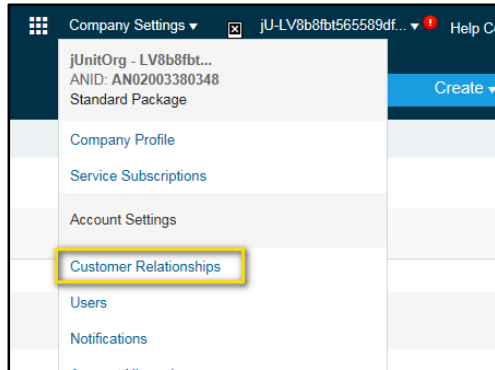 Company Settings ▾ jU-LV8b8fbt565589df... ▾ ! Help C
jUnitOrg - LV8b8fbt...
ANID: AN02003380348
Standard Package
Create ▾
Company Profile
Service Subscriptions
Account Settings
Customer Relationships
Users
Notifications